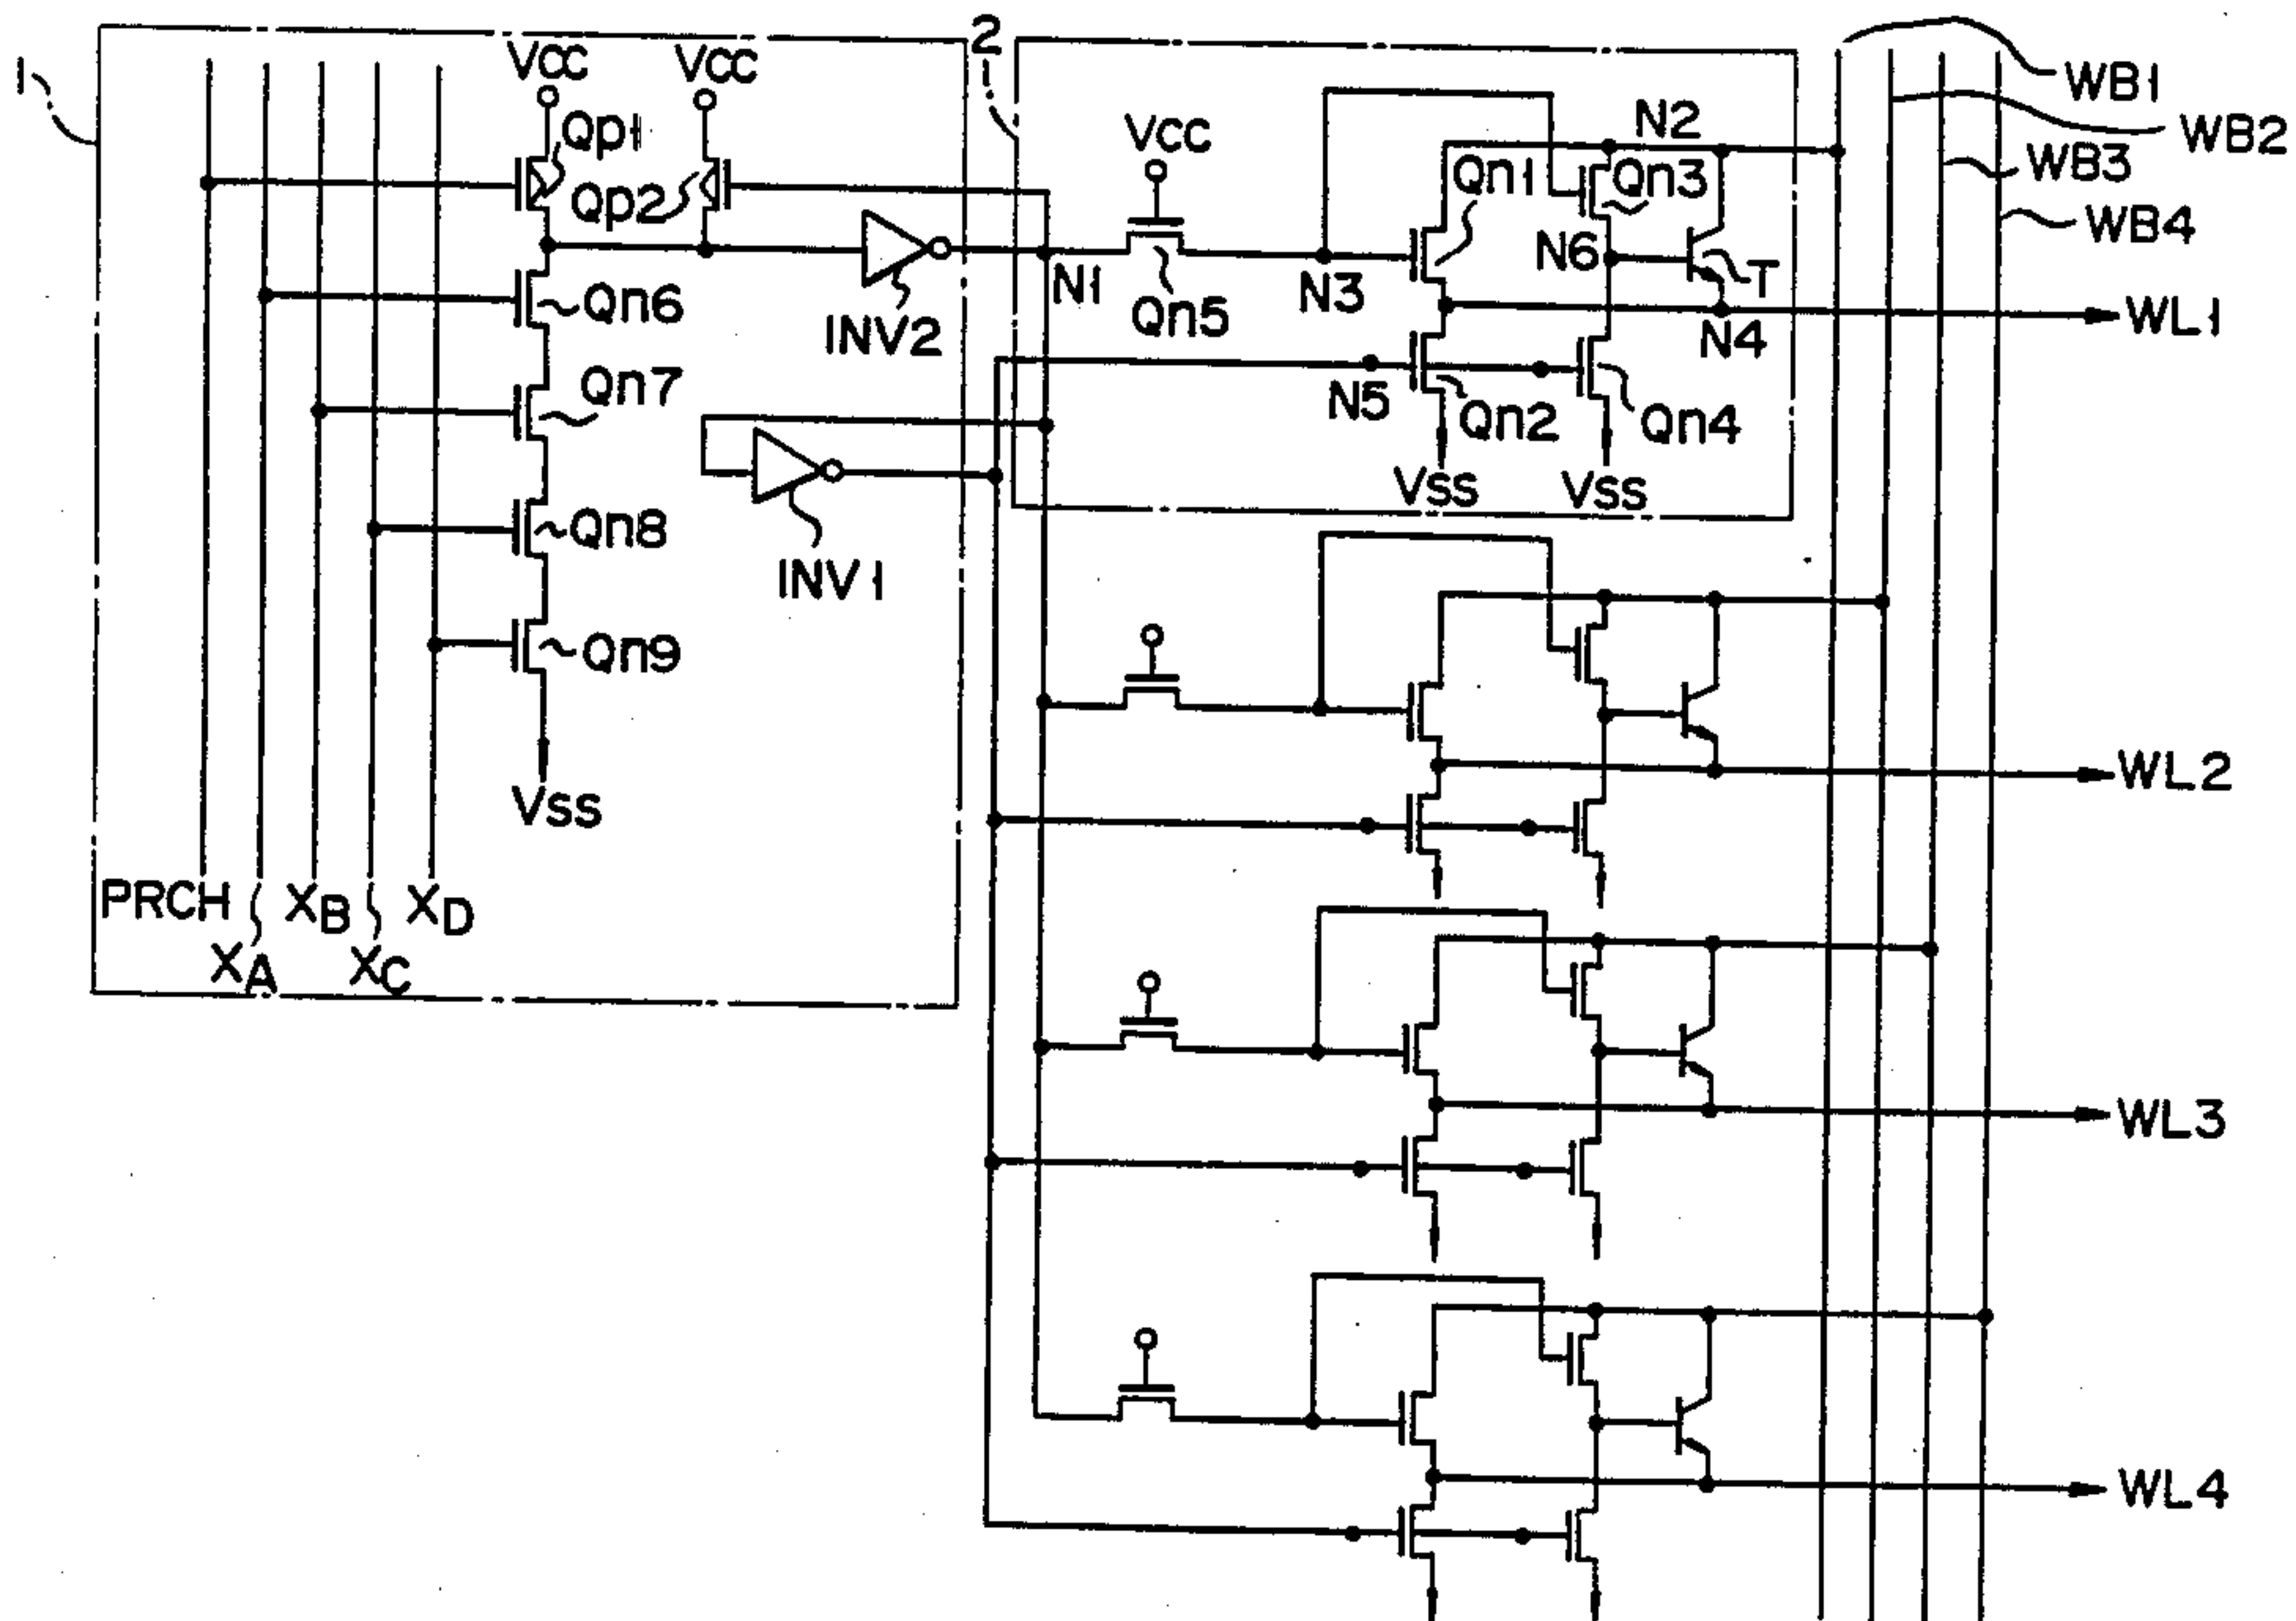 1
2
VCC
VCC
WB1
WB2
WB3
WB4
Qp1
Qp2
VCC
N2
Qn1
Qn3
N6
T
N1
N3
Qn5
INV2
Qn6
WL1
N4
Qn7
N5
Qn2
Qn4
VSS
VSS
Qn8
INV1
Qn9
VSS
WL2
PRCH
XA
XB
XC
XD
WL3
WL4